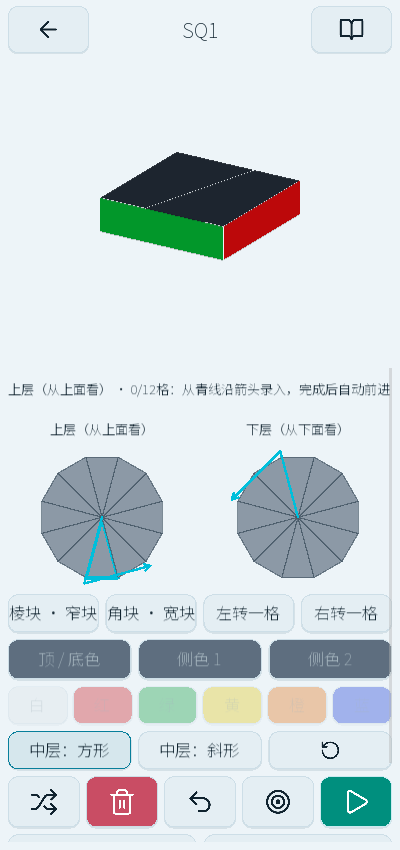 SQ1
上层（从上面看）·0/12格：从青线沿箭头录入，完成后自动前进
上层（从上面看） 下层（从下面看）
棱块·窄块 角块·宽块 左转一格 右转一格
顶/底色 侧色1 侧色2
白 绿 黄 橙
中层：方形 中层：斜形